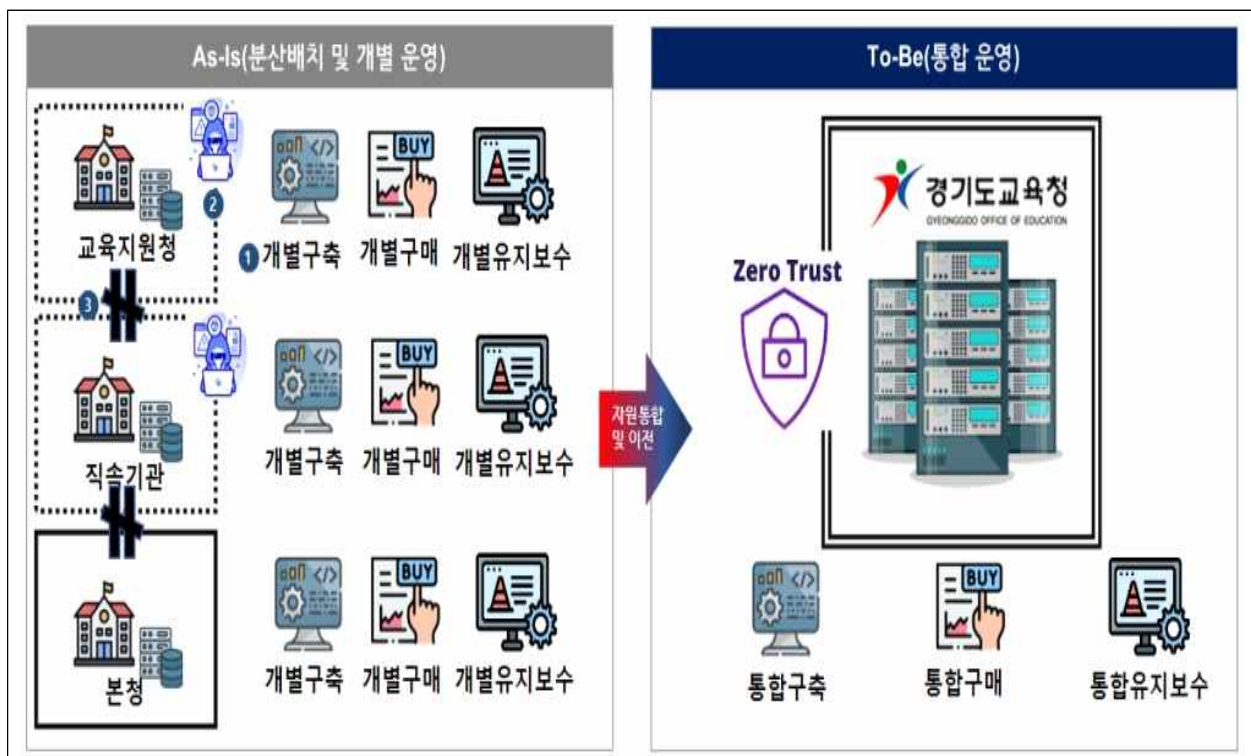 As-Is(분산배치 및 개별 운영)
To-Be(통합 운영)
교육지원청
2
1 개별구축
BUY
개별구매
개별유지보수
3
직속기관
개별구축
BUY
개별구매
개별유지보수
본청
개별구축
BUY
개별구매
개별유지보수
자원통합
및 이전
경기도교육청
GYEONGGIDO OFFICE OF EDUCATION
Zero Trust
통합구축
BUY
통합구매
통합유지보수